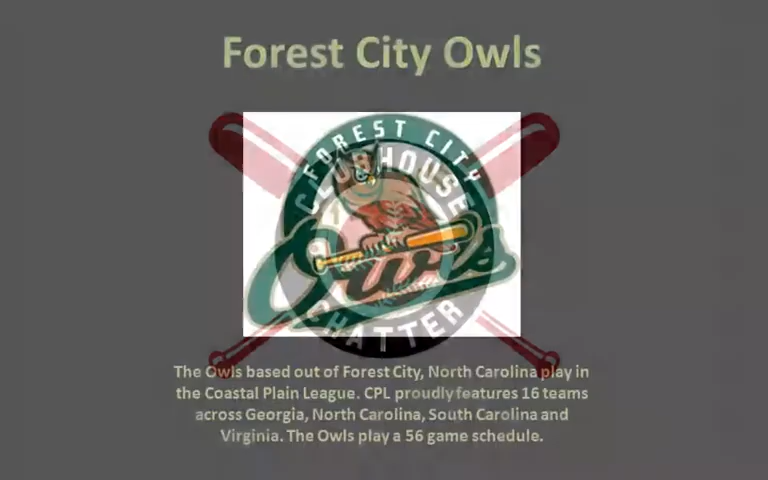 Forest City Owls
FOREST CITY
CLUBHOUSE
Owls
CHATTER
The Owls based out of Forest City, North Carolina play in
the Coastal Plain League. CPL proudly features 16 teams
across Georgia, North Carolina, South Carolina and
Virginia. The Owls play a 56 game schedule.